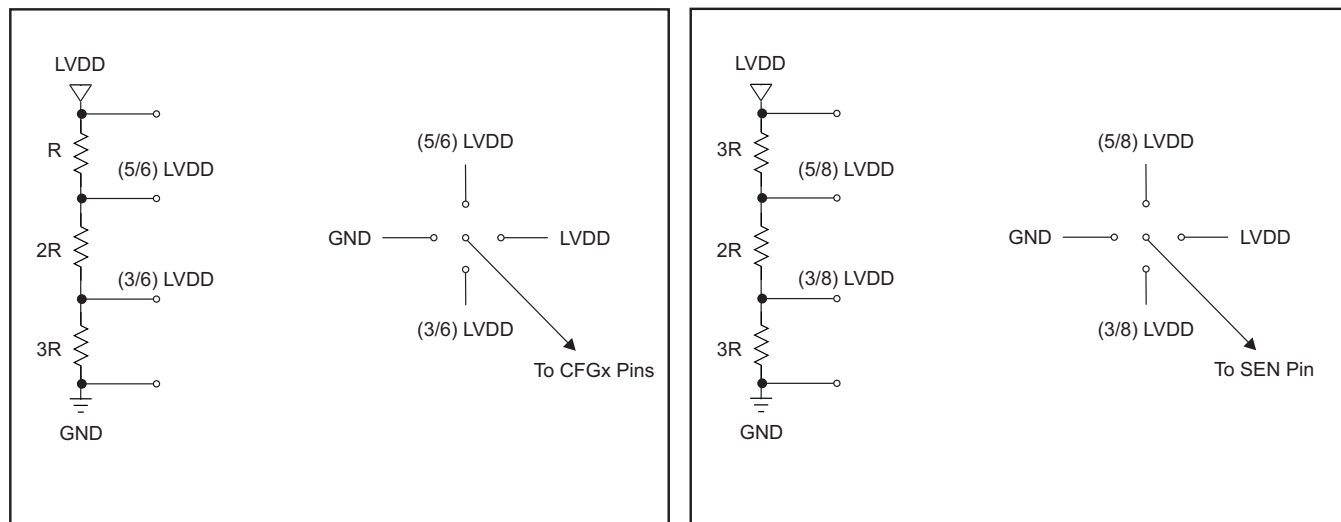 LVDD
R
(5/6) LVDD
2R
(3/6) LVDD
3R
GND
(5/6) LVDD
GND
LVDD
(3/6) LVDD
To CFGx Pins
LVDD
3R
(5/8) LVDD
2R
(3/8) LVDD
3R
GND
(5/8) LVDD
GND
LVDD
(3/8) LVDD
To SEN Pin